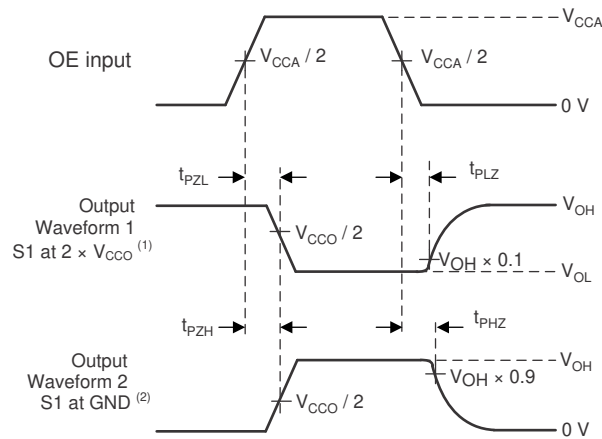 V_CCA
OE input
V_CCA / 2
V_CCA / 2
0 V
t_PZL
t_PLZ
Output
Waveform 1
S1 at 2 × V_CCO (1)
V_OH
V_CCO / 2
V_OH × 0.1
V_OL
t_PZH
t_PHZ
Output
Waveform 2
S1 at GND (2)
V_OH
V_OH × 0.9
V_CCO / 2
0 V